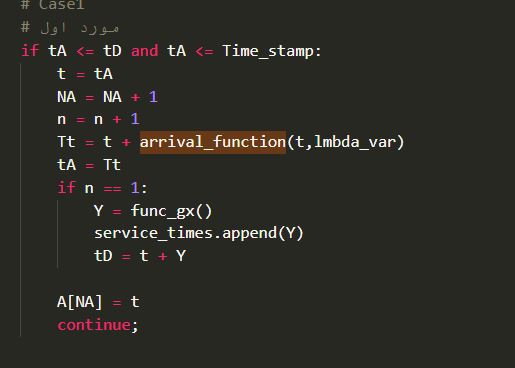 # Case1
# مورد اول
if tA <= tD and tA <= Time_stamp:
t = tA
NA = NA + 1
n = n + 1
Tt = t + arrival_function(t,lmbda_var)
tA = Tt
if n == 1:
Y = func_gx()
service_times.append(Y)
tD = t + Y
A[NA] = t
continue;